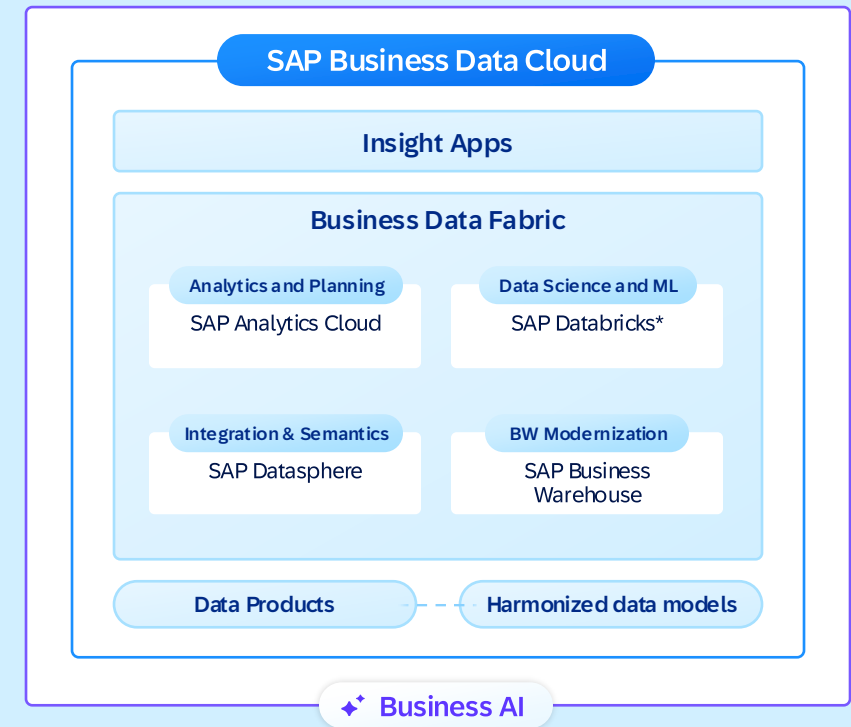 SAP Business Data Cloud
Insight Apps
Business Data Fabric
Analytics and Planning
SAP Analytics Cloud
Data Science and ML
SAP Databricks*
Integration & Semantics
SAP Datasphere
BW Modernization
SAP Business
Warehouse
Data Products
Harmonized data models
Business AI